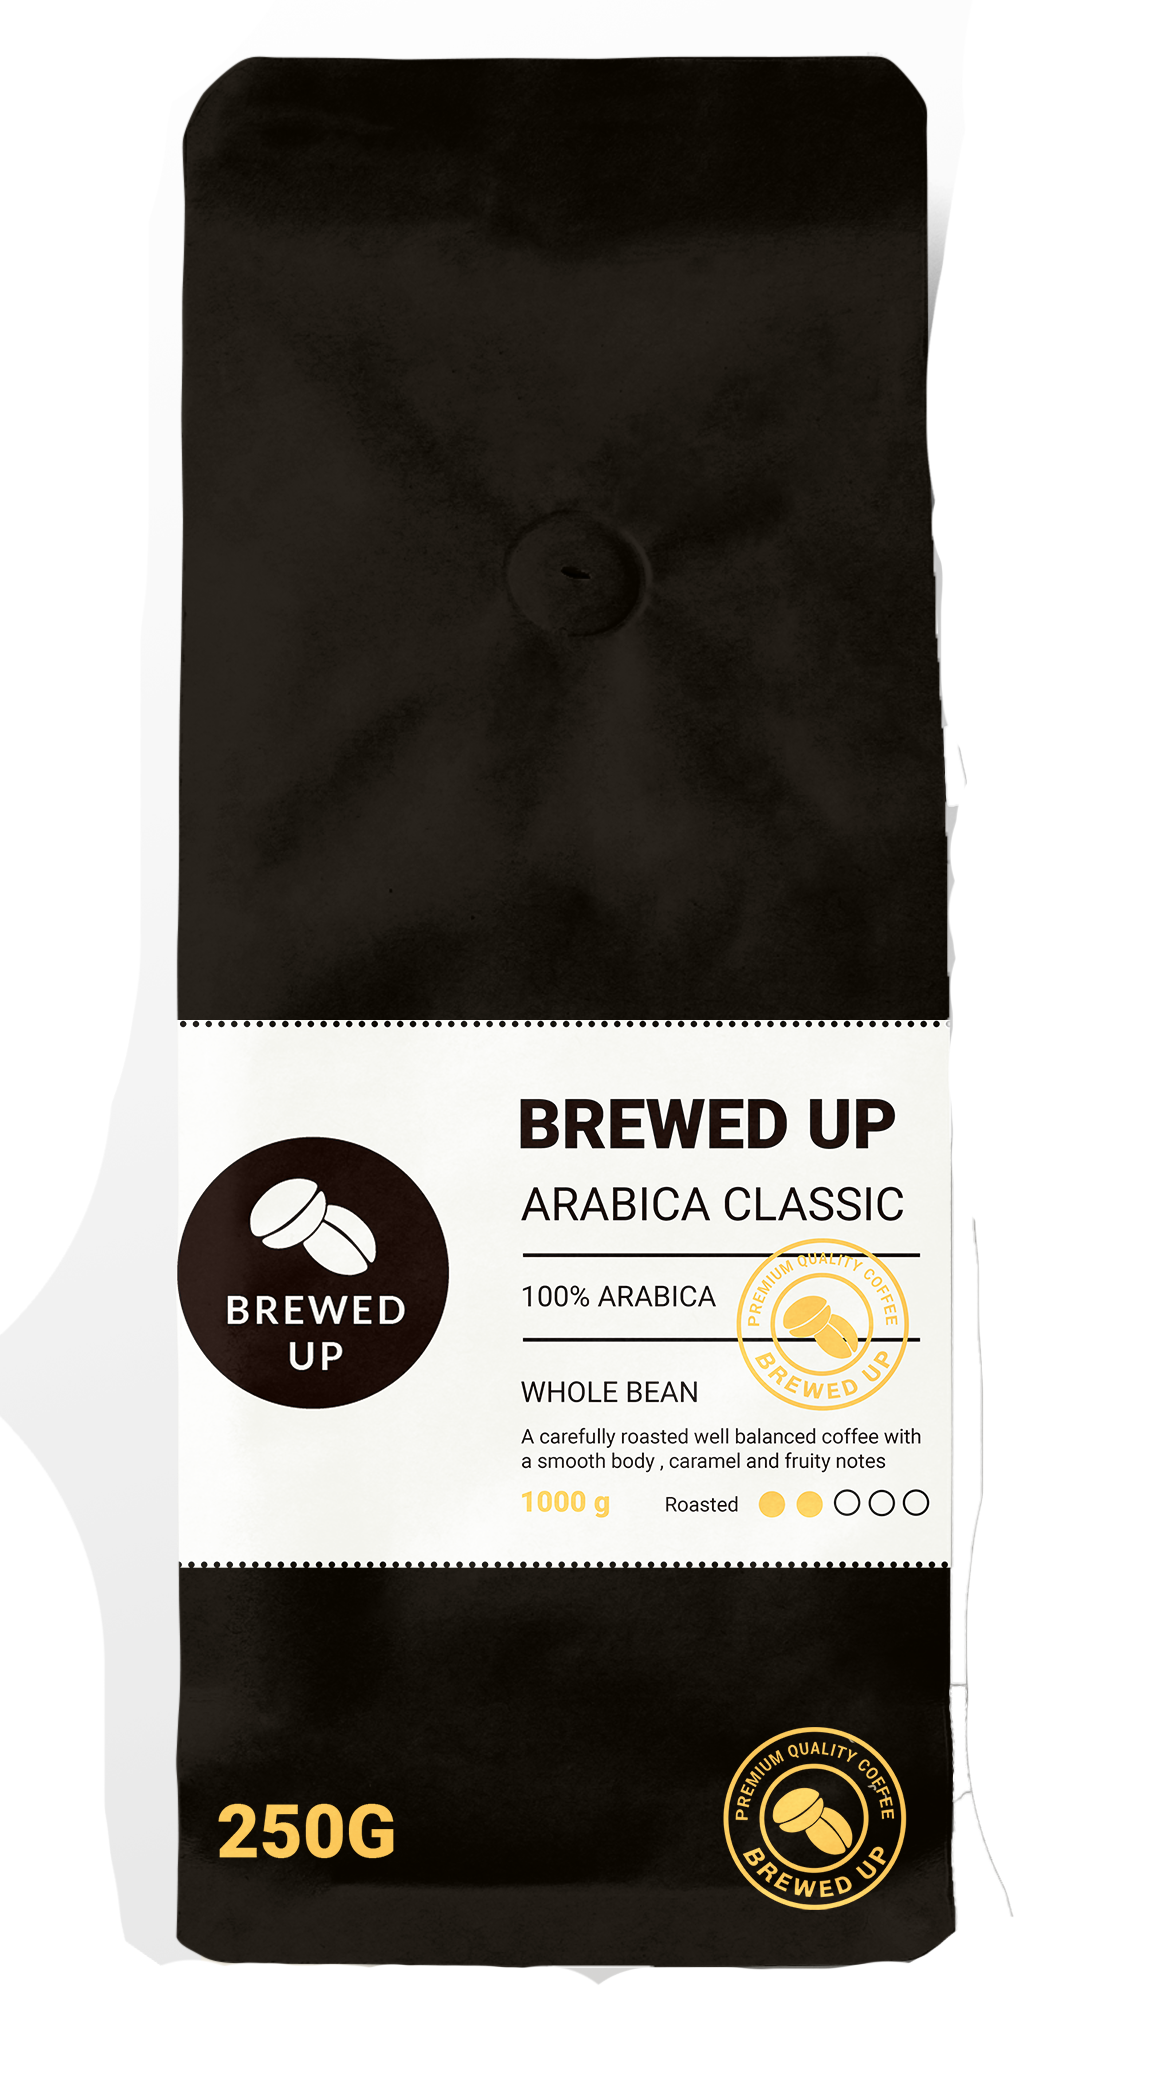 BREWED UP
ARABICA CLASSIC
BREWED
UP
100% ARABICA
PREMIUM QUALITY COFFEE
BREWED UP
WHOLE BEAN
A carefully roasted well balanced coffee with
a smooth body , caramel and fruity notes
1000 g
Roasted
250G
PREMIUM QUALITY COFFEE
BREWED UP